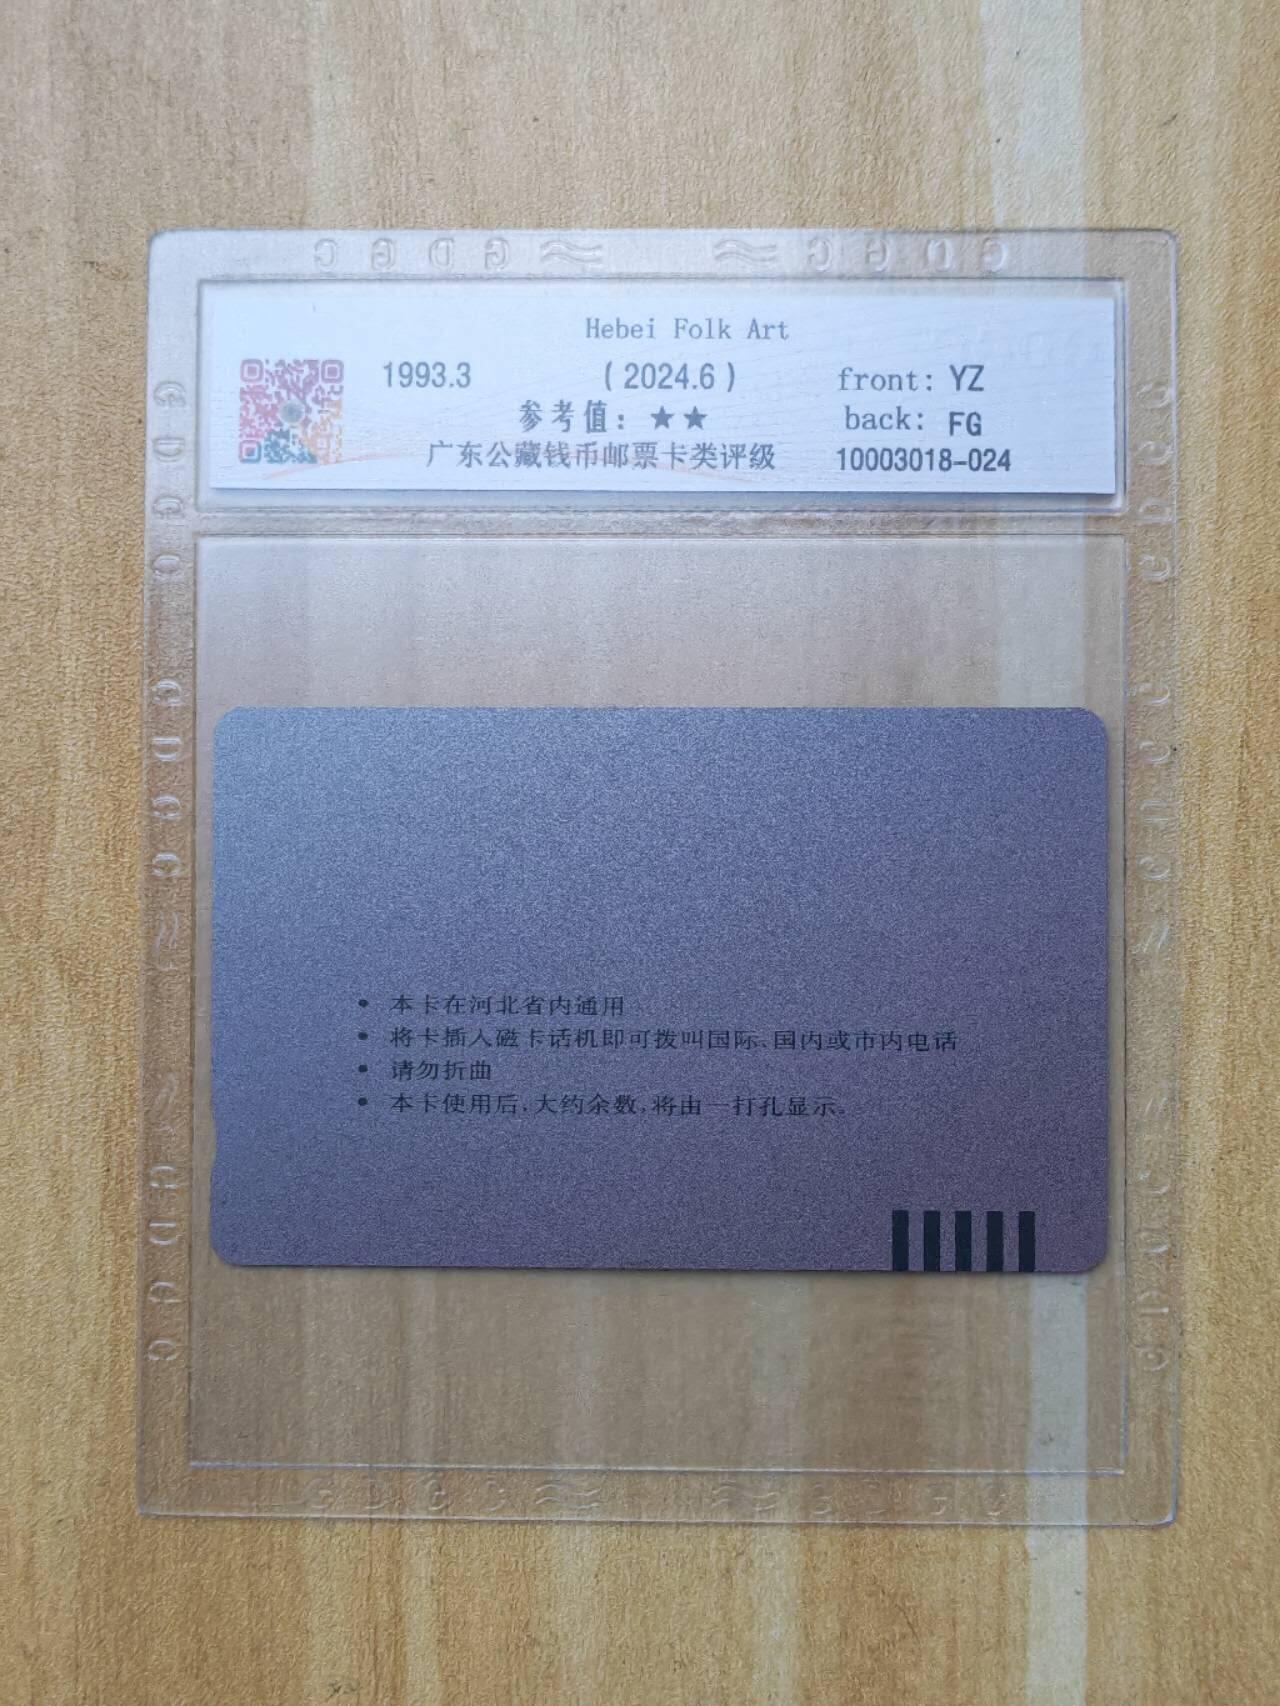 GDGC GDGC
Hebei Folk Art
1993.3 (2024.6) front: YZ
参考值：★★ back: FG
广东公藏钱币邮票卡类评级 10003018-024
• 本卡在河北省内通用
• 将卡插入磁卡话机即可拨叫国际、国内或市内电话
• 请勿折曲
• 本卡使用后，大约余数，将由一打孔显示。